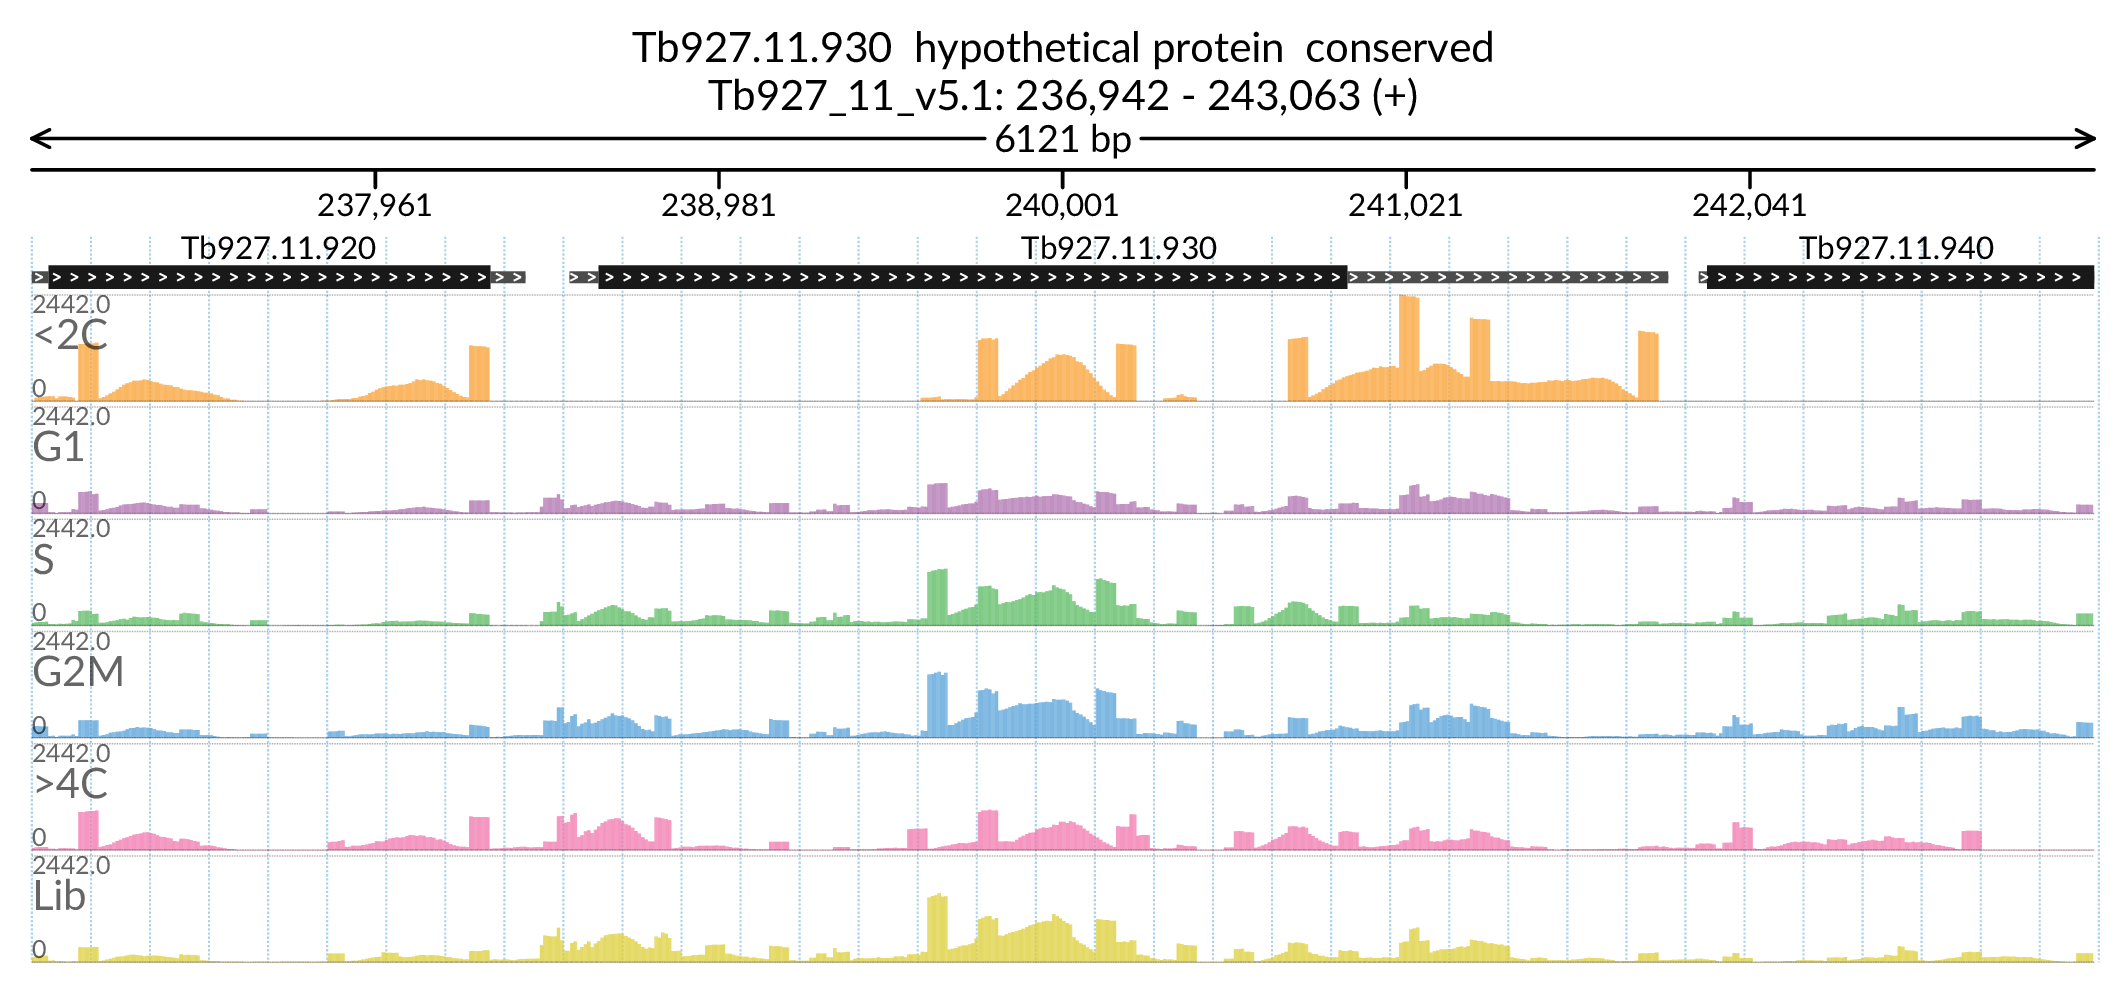 Tb927.11.930  hypothetical protein  conserved
Tb927_11_v5.1: 236,942 - 243,063 (+)
6121 bp
237,961 238,981 240,001 241,021 242,041
Tb927.11.920 Tb927.11.930 Tb927.11.940
2442.0
<2C
0
2442.0
G1
0
2442.0
S
0
2442.0
G2M
0
2442.0
>4C
0
2442.0
Lib
0